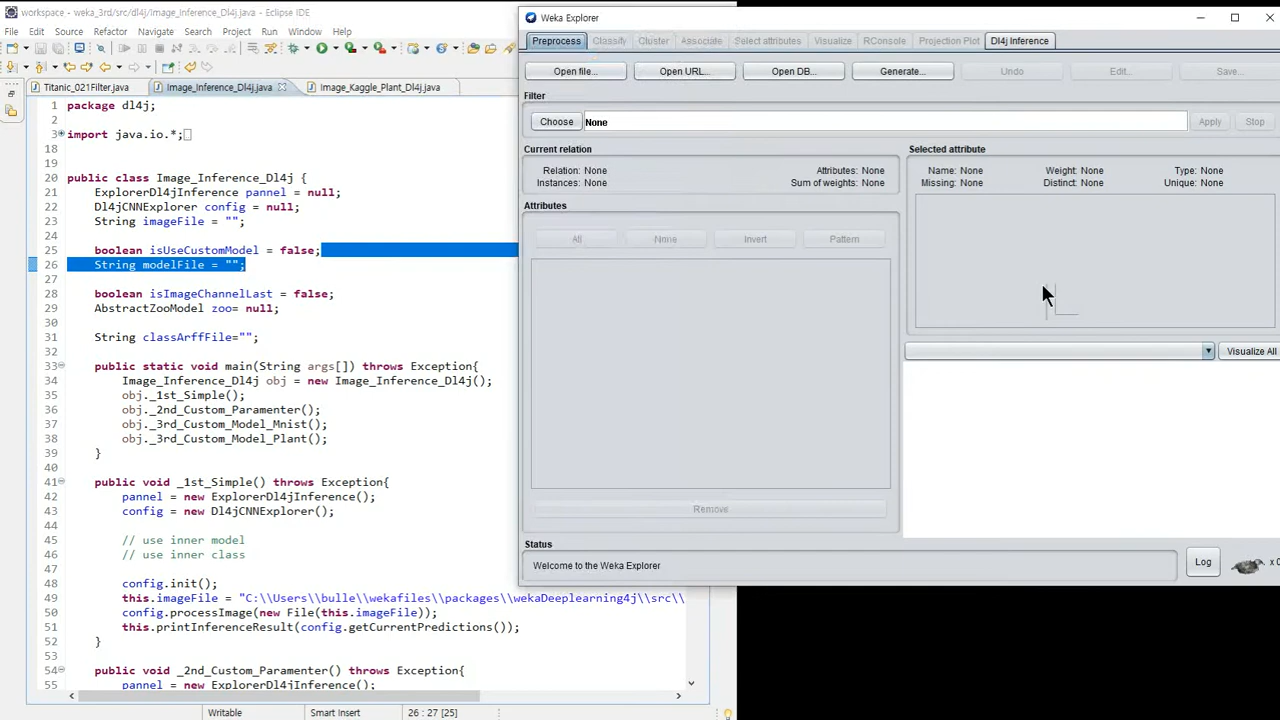 workspace - weka_3rd/src/dl4j/Image_Inference_Dl4j.java - Eclipse IDE
File Edit Source Refactor Navigate Search Project Run Window Help
Titanic_021Filter.java Image_Inference_Dl4j.java Image_Kaggle_Plant_Dl4j.java
1 package dl4j;
2
3 import java.io.*;
18
19
20 public class Image_Inference_Dl4j {
21 ExplorerDl4jInference pannel = null;
22 Dl4jCNNExplorer config = null;
23 String imageFile = "";
24
25 boolean isUseCustomModel = false;
26 String modelFile = "";
27
28 boolean isImageChannelLast = false;
29 AbstractZooModel zoo= null;
30
31 String classArffFile="";
32
33 public static void main(String args[]) throws Exception{
34 Image_Inference_Dl4j obj = new Image_Inference_Dl4j();
35 obj._1st_Simple();
36 obj._2nd_Custom_Paramenter();
37 obj._3rd_Custom_Model_Mnist();
38 obj._3rd_Custom_Model_Plant();
39 }
40
41 public void _1st_Simple() throws Exception{
42 pannel = new ExplorerDl4jInference();
43 config = new Dl4jCNNExplorer();
44
45 // use inner model
46 // use inner class
47
48 config.init();
49 this.imageFile = "C:\\Users\\bulle\\wekafiles\\packages\\wekaDeeplearning4j\\src\\
50 config.processImage(new File(this.imageFile));
51 this.printInferenceResult(config.getCurrentPredictions());
52 }
53
54 public void _2nd_Custom_Paramenter() throws Exception{
55 pannel = new ExplorerDl4jInference();
Writable Smart Insert 26 : 27 [25]
Weka Explorer
Preprocess Classify Cluster Associate Select attributes Visualize RConsole Projection Plot Dl4j Inference
Open file... Open URL... Open DB... Generate... Undo Edit... Save...
Filter
Choose None Apply Stop
Current relation
Relation: None Attributes: None
Instances: None Sum of weights: None
Attributes
All None Invert Pattern
Remove
Selected attribute
Name: None Weight: None Type: None
Missing: None Distinct: None Unique: None
Visualize All
Status
Welcome to the Weka Explorer
Log x 0